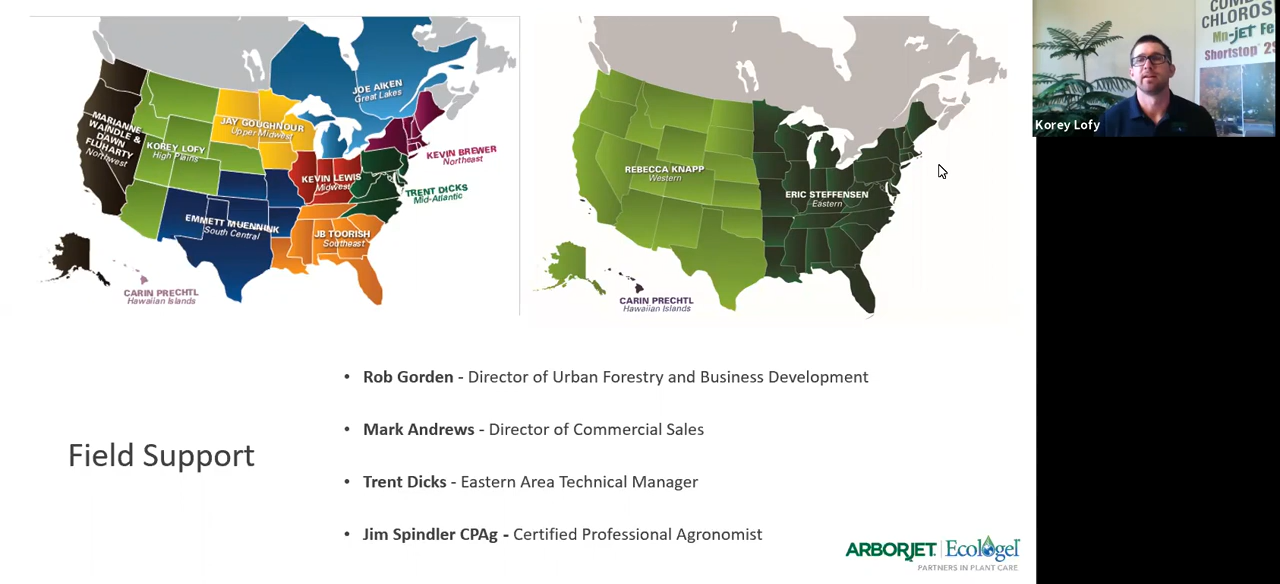 JOE AIKEN
Great Lakes
MARIANNE
WAINDLE &
DAWN
FLUHARTY
Northwest
KOREY LOFY
High Plains
JAY GOUGHNOUR
Upper Midwest
KEVIN BREWER
Northeast
KEVIN LEWIS
Midwest
TRENT DICKS
Mid-Atlantic
EMMETT MUENNINK
South Central
JB TOORISH
Southeast
CARIN PRECHTL
Hawaiian Islands
REBECCA KNAPP
Western
ERIC STEFFENSEN
Eastern
CARIN PRECHTL
Hawaiian Islands
CHLOROS
Mn-JET Fe
Shortstop
Korey Lofy
Field Support
• Rob Gorden - Director of Urban Forestry and Business Development
• Mark Andrews - Director of Commercial Sales
• Trent Dicks - Eastern Area Technical Manager
• Jim Spindler CPAg - Certified Professional Agronomist
ARBORJET | Ecologel
PARTNERS IN PLANT CARE